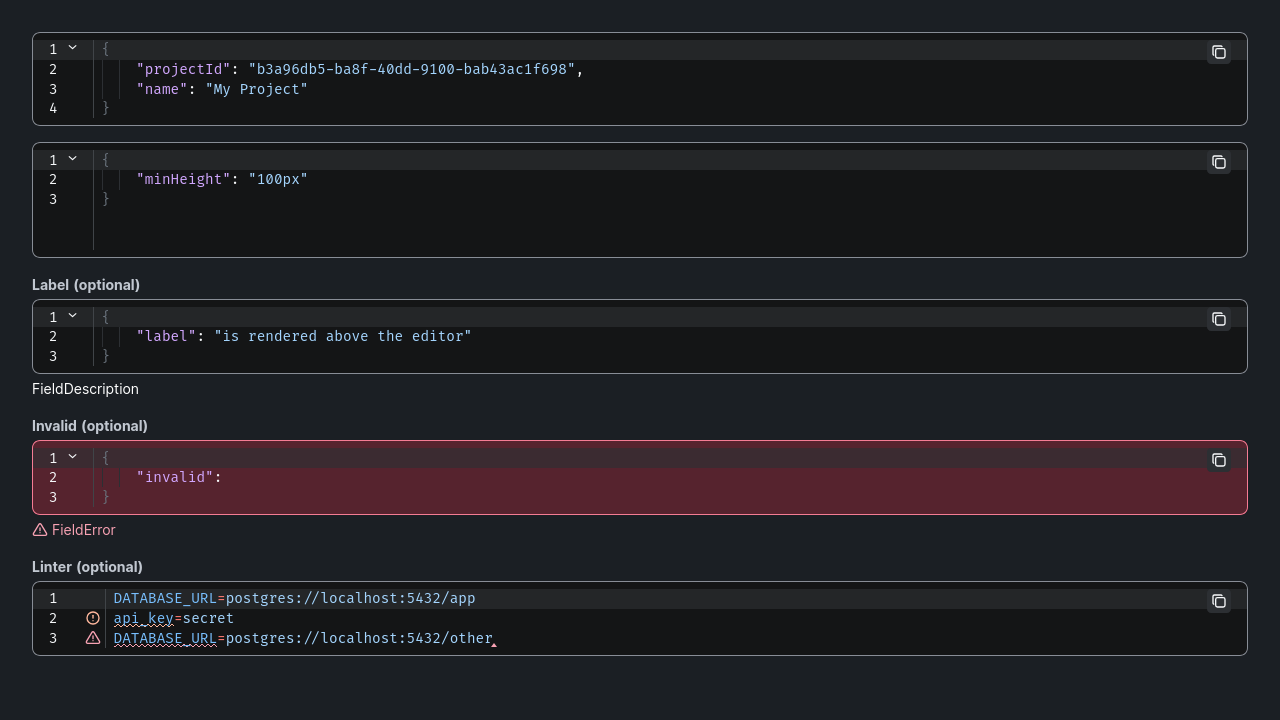 1 {
2 "projectId": "b3a96db5-ba8f-40dd-9100-bab43ac1f698",
3 "name": "My Project"
4 }
1 {
2 "minHeight": "100px"
3 }
Label (optional)
1 {
2 "label": "is rendered above the editor"
3 }
FieldDescription
Invalid (optional)
1 {
2 "invalid":
3 }
FieldError
Linter (optional)
1 DATABASE_URL=postgres://localhost:5432/app
2 api_key=secret
3 DATABASE_URL=postgres://localhost:5432/other